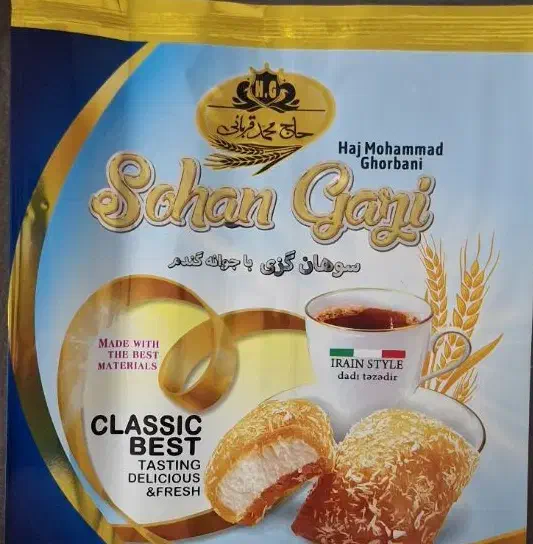 N.G
حاج محمد قربانی
Haj Mohammad
Ghorbani
Sohan Gazi
سوهان گزی با جوانه گندم
MADE WITH
THE BEST
MATERIALS
IRAIN STYLE
dadı təzədir
CLASSIC
BEST
TASTING
DELICIOUS
&FRESH